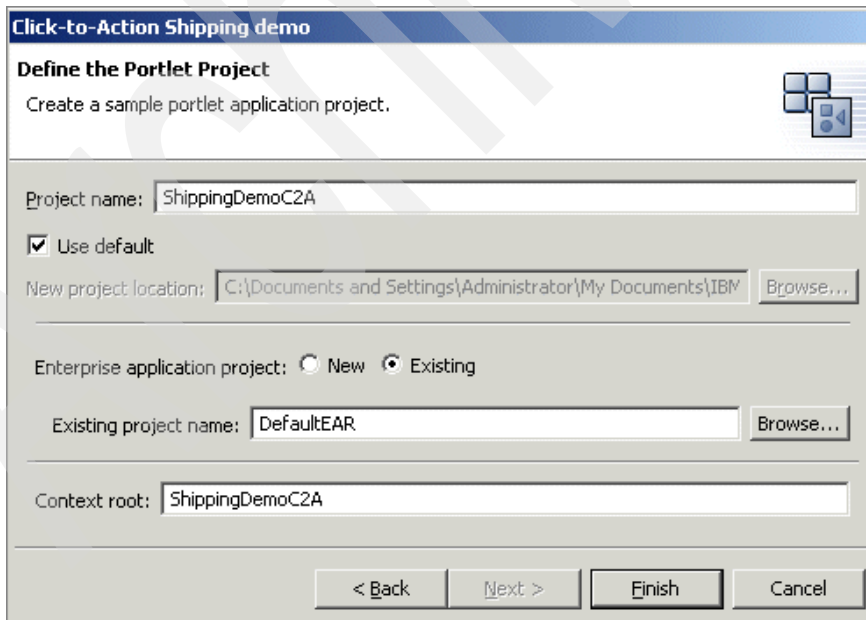 Click-to-Action Shipping demo
Define the Portlet Project
Create a sample portlet application project.
Project name: ShippingDemoC2A
Use default
New project location: C:\Documents and Settings\Administrator\My Documents\IBM Browse...
Enterprise application project: New Existing
Existing project name: DefaultEAR Browse...
Context root: ShippingDemoC2A
< Back Next > Finish Cancel